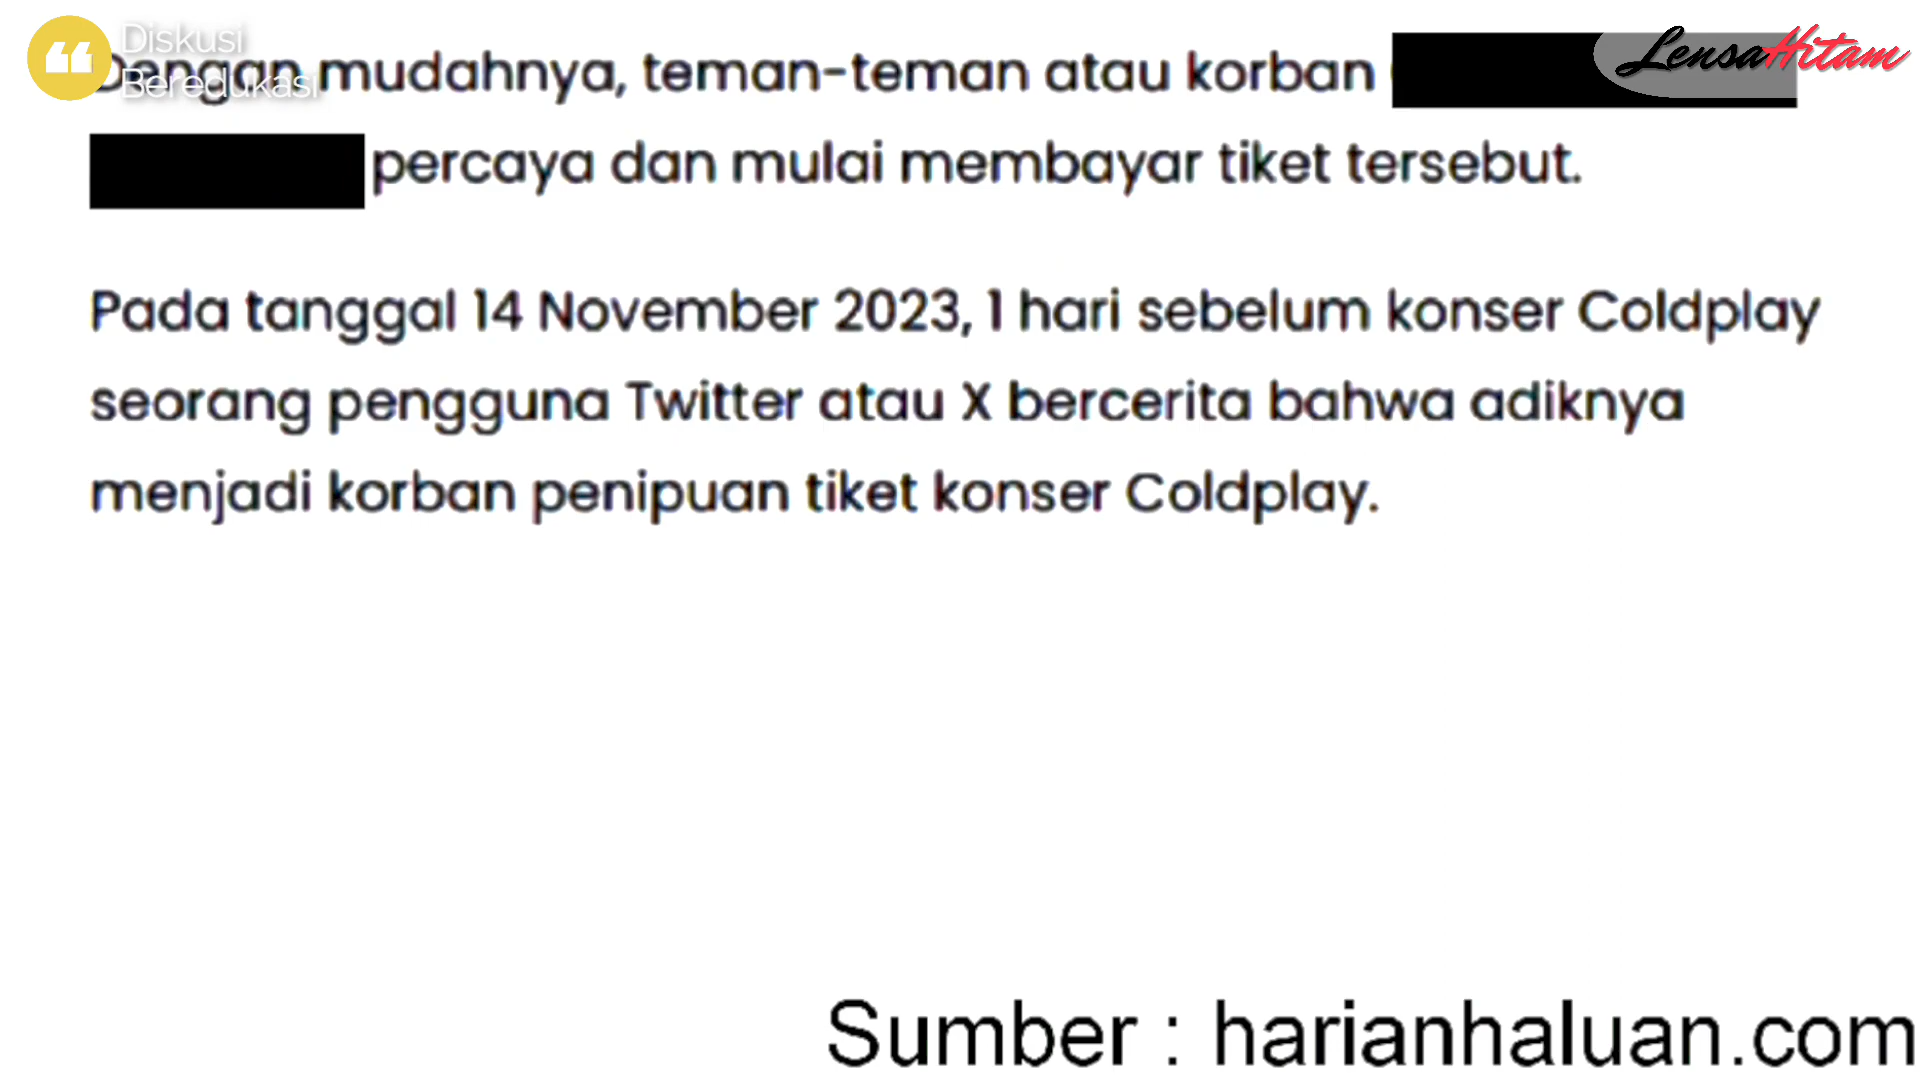 Diskusi
Beredukasi
LensaHitam
Dengan mudahnya, teman-teman atau korban
percaya dan mulai membayar tiket tersebut.
Pada tanggal 14 November 2023, 1 hari sebelum konser Coldplay
seorang pengguna Twitter atau X bercerita bahwa adiknya
menjadi korban penipuan tiket konser Coldplay.
Sumber : harianhaluan.com